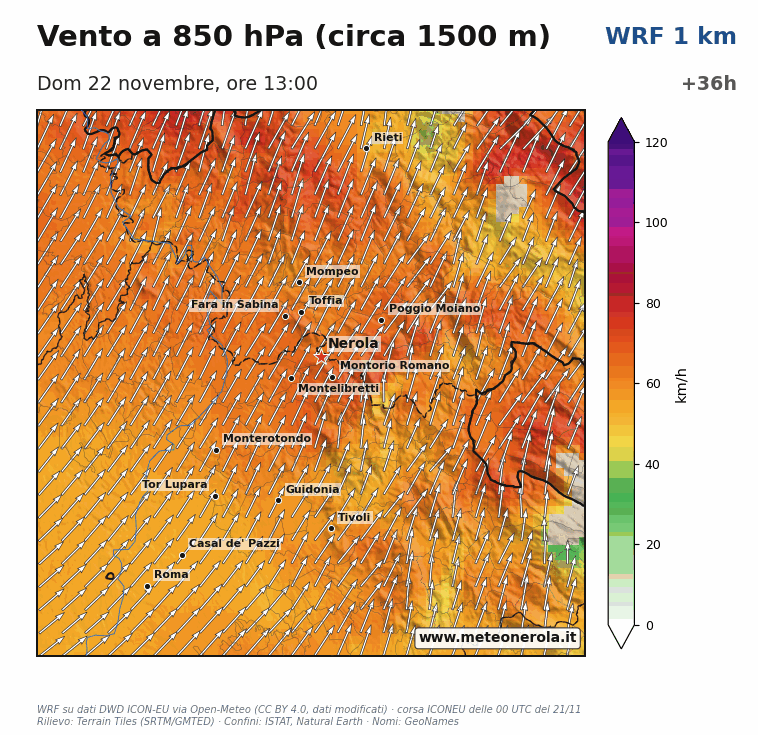 Vento a 850 hPa (circa 1500 m)
WRF 1 km
Dom 22 novembre, ore 13:00
+36h
Rieti
Mompeo
Fara in Sabina
Toffia
Poggio Moiano
Nerola
Montorio Romano
Montelibretti
Monterotondo
Tor Lupara
Guidonia
Tivoli
Casal de' Pazzi
Roma
www.meteonerola.it
120
100
80
60
40
20
0
km/h
WRF su dati DWD ICON-EU via Open-Meteo (CC BY 4.0, dati modificati) · corsa ICONEU delle 00 UTC del 21/11
Rilievo: Terrain Tiles (SRTM/GMTED) · Confini: ISTAT, Natural Earth · Nomi: GeoNames